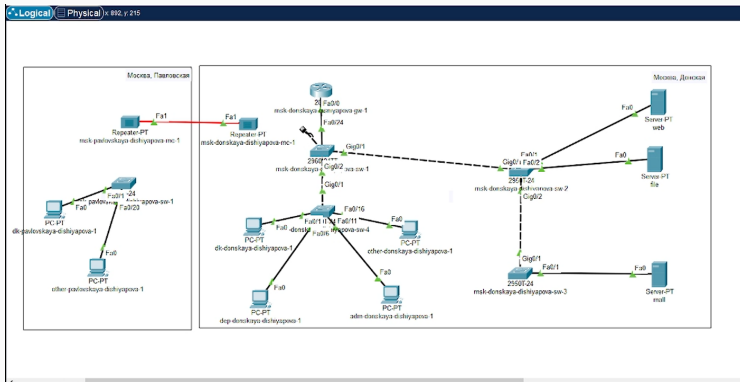 Logical
Physical
x: 892, y: 215
Москва, Павловская
Москва, Донская
Fa1
Fa1
Repeater-PT
msk-pavlovskaya-dishiyapova-mc-1
Repeater-PT
msk-donskaya-dishiyapova-mc-1
Fa0/0
msk-donskaya-dishiyapova-gw-1
Fa0/24
Gig0/1
Gig0/2
Gig0/1
Fa0
Server-PT
web
Fa0/1
Fa0/2
Fa0
Server-PT
file
2950T-24
msk-donskaya-dishiyapova-sw-2
Gig0/2
Fa0/1
Fa0/20
Fa0
PC-PT
dk-pavlovskaya-dishiyapova-1
Fa0
PC-PT
other-pavlovskaya-dishiyapova-1
Fa0/16
Fa0/11
Fa0/6
Fa0
PC-PT
dk-donskaya-dishiyapova-1
Fa0
PC-PT
other-donskaya-dishiyapova-1
Fa0
PC-PT
dep-donskaya-dishiyapova-1
Fa0
PC-PT
adm-donskaya-dishiyapova-1
Gig0/1
Fa0/1
2950T-24
msk-donskaya-dishiyapova-sw-3
Fa0
Server-PT
mail